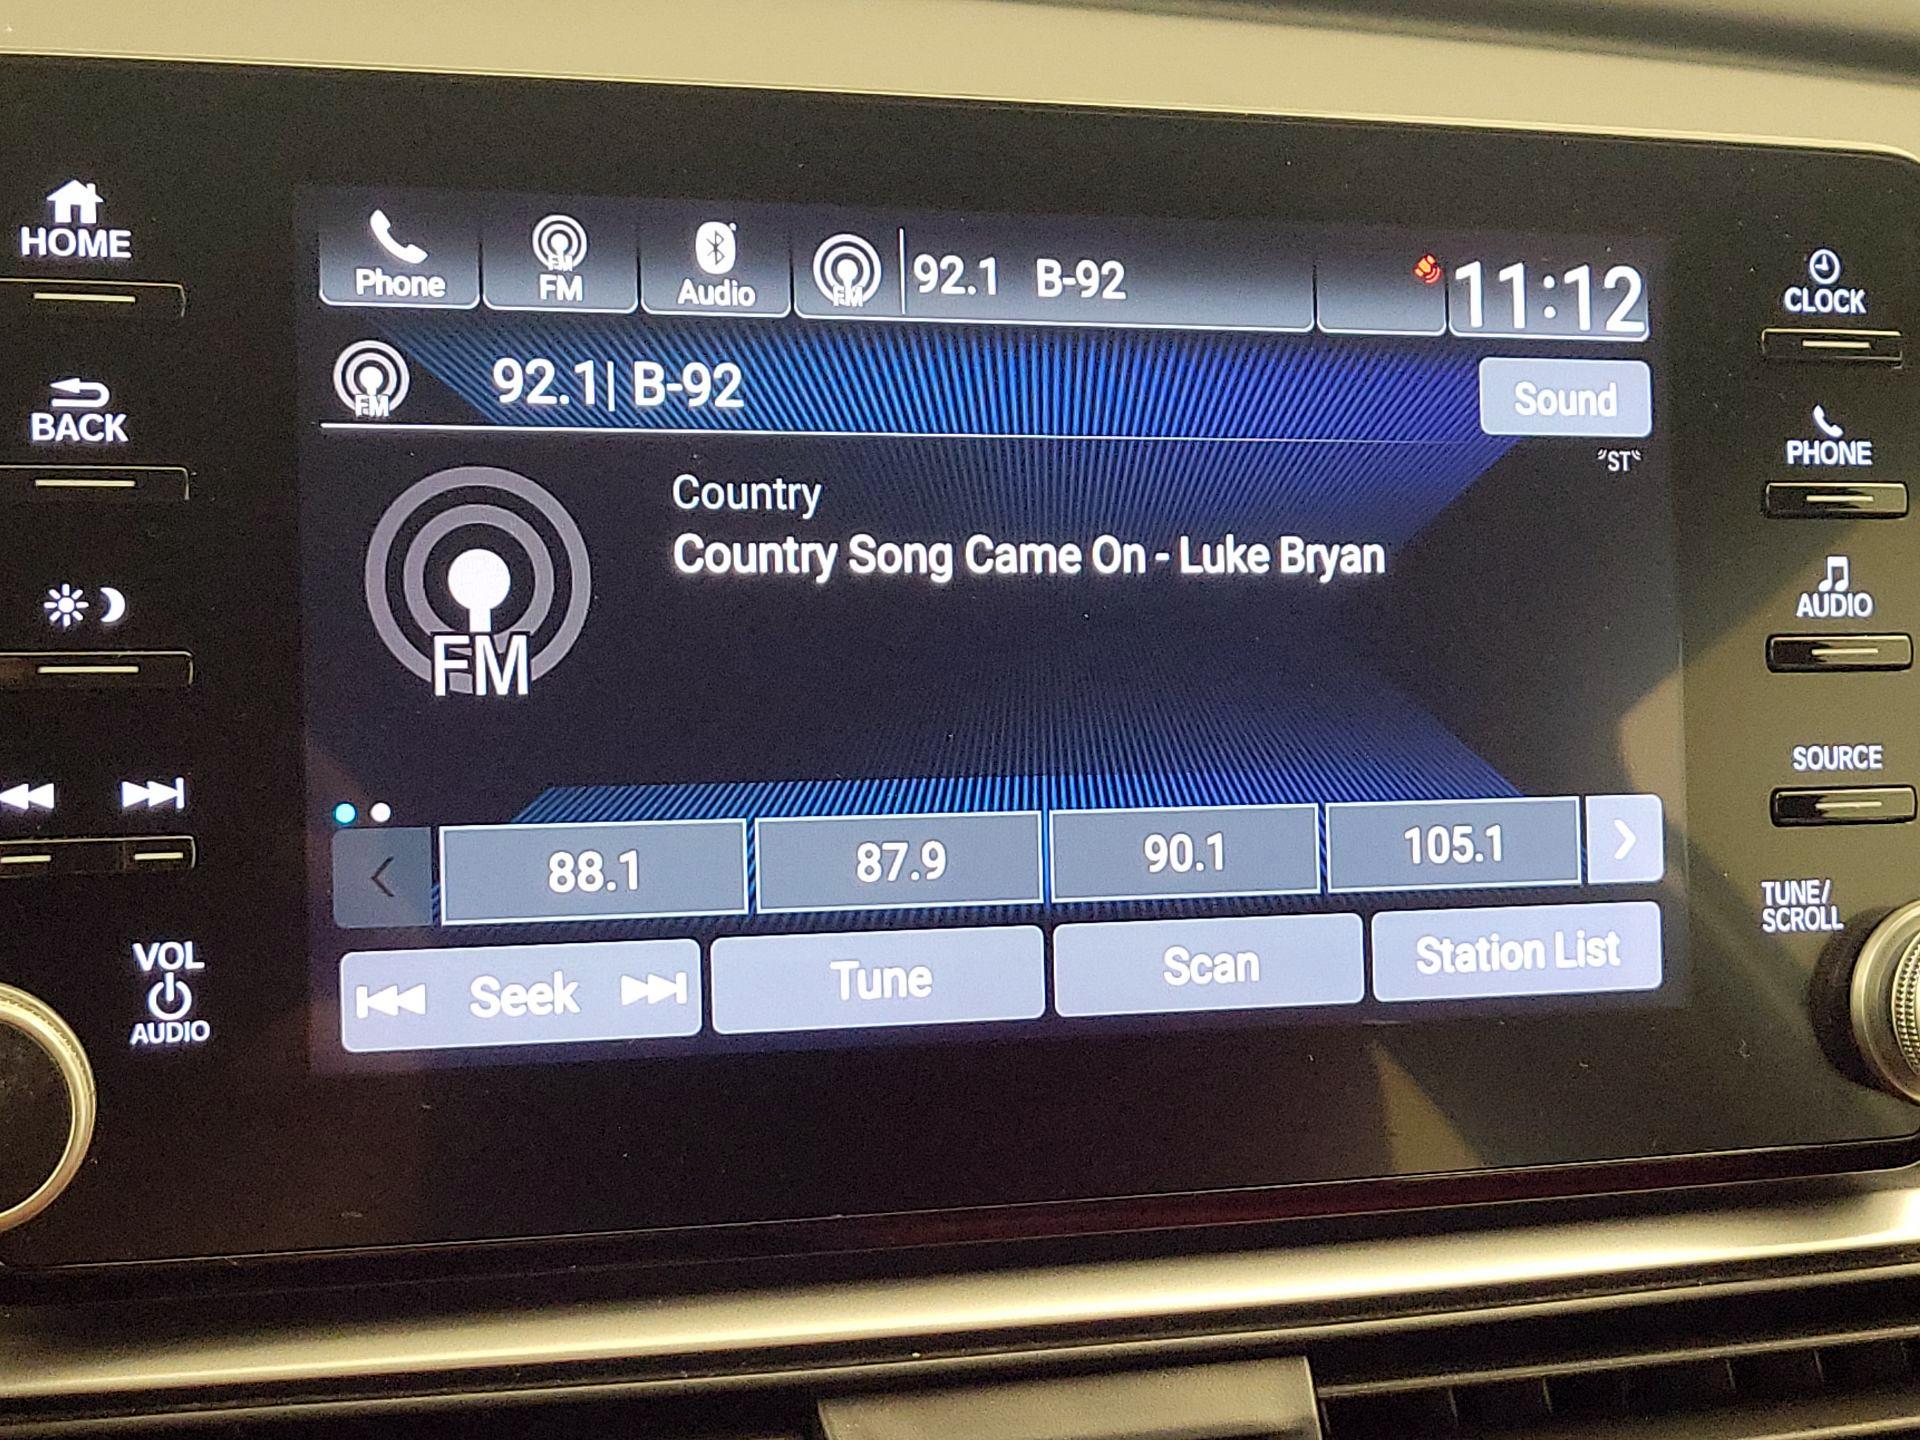 HOME
BACK
VOL
AUDIO
Phone
FM
FM
Audio
FM
92.1 B-92
11:12
FM
92.1| B-92
Sound
"ST"
Country
Country Song Came On - Luke Bryan
FM
88.1
87.9
90.1
105.1
Seek
Tune
Scan
Station List
CLOCK
PHONE
AUDIO
SOURCE
TUNE/
SCROLL